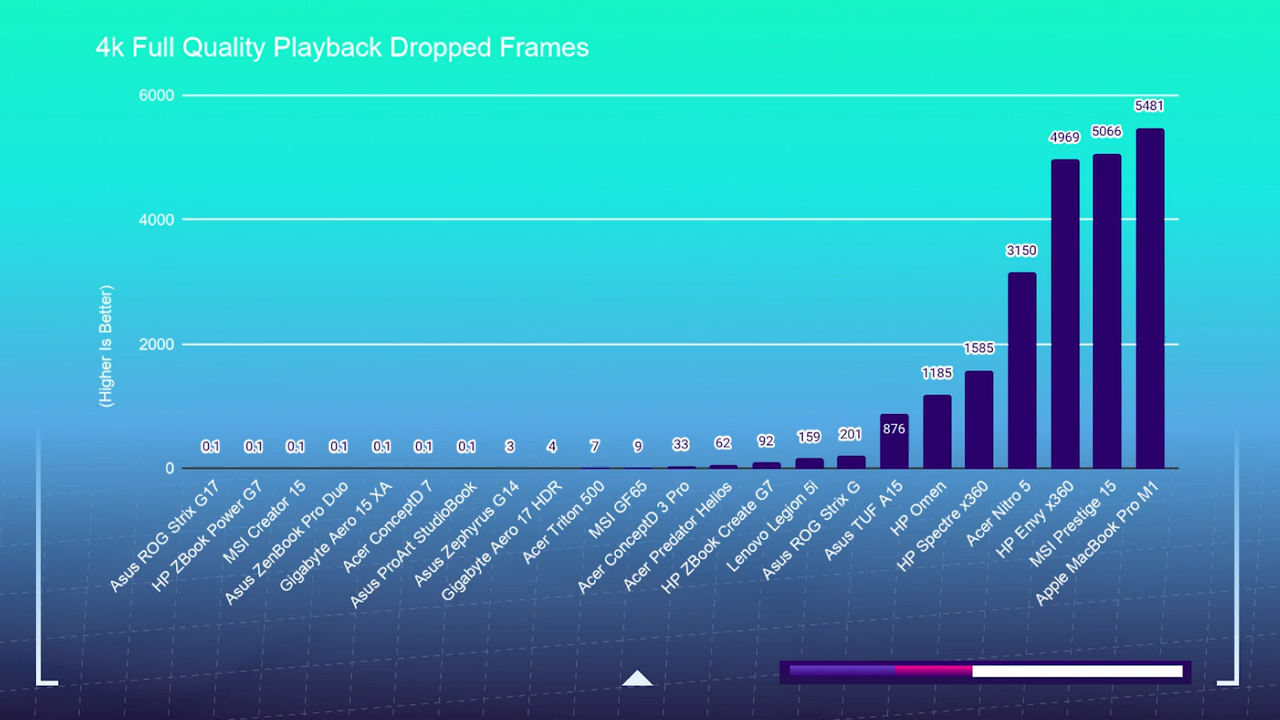 4k Full Quality Playback Dropped Frames
(Higher Is Better)
6000
4000
2000
0
0.1
0.1
0.1
0.1
0.1
0.1
0.1
3
4
7
9
33
62
92
159
201
876
1185
1585
3150
4969
5066
5481
Asus ROG Strix G17
HP ZBook Power G7
MSI Creator 15
Asus ZenBook Pro Duo
Gigabyte Aero 15 XA
Acer ConceptD 7
Asus ProArt StudioBook
Asus Zephyrus G14
Gigabyte Aero 17 HDR
Acer Triton 500
MSI GF65
Acer ConceptD 3 Pro
Acer Predator Helios
HP ZBook Create G7
Lenovo Legion 5i
Asus ROG Strix G
Asus TUF A15
HP Omen
HP Spectre x360
Acer Nitro 5
HP Envy x360
MSI Prestige 15
Apple MacBook Pro M1